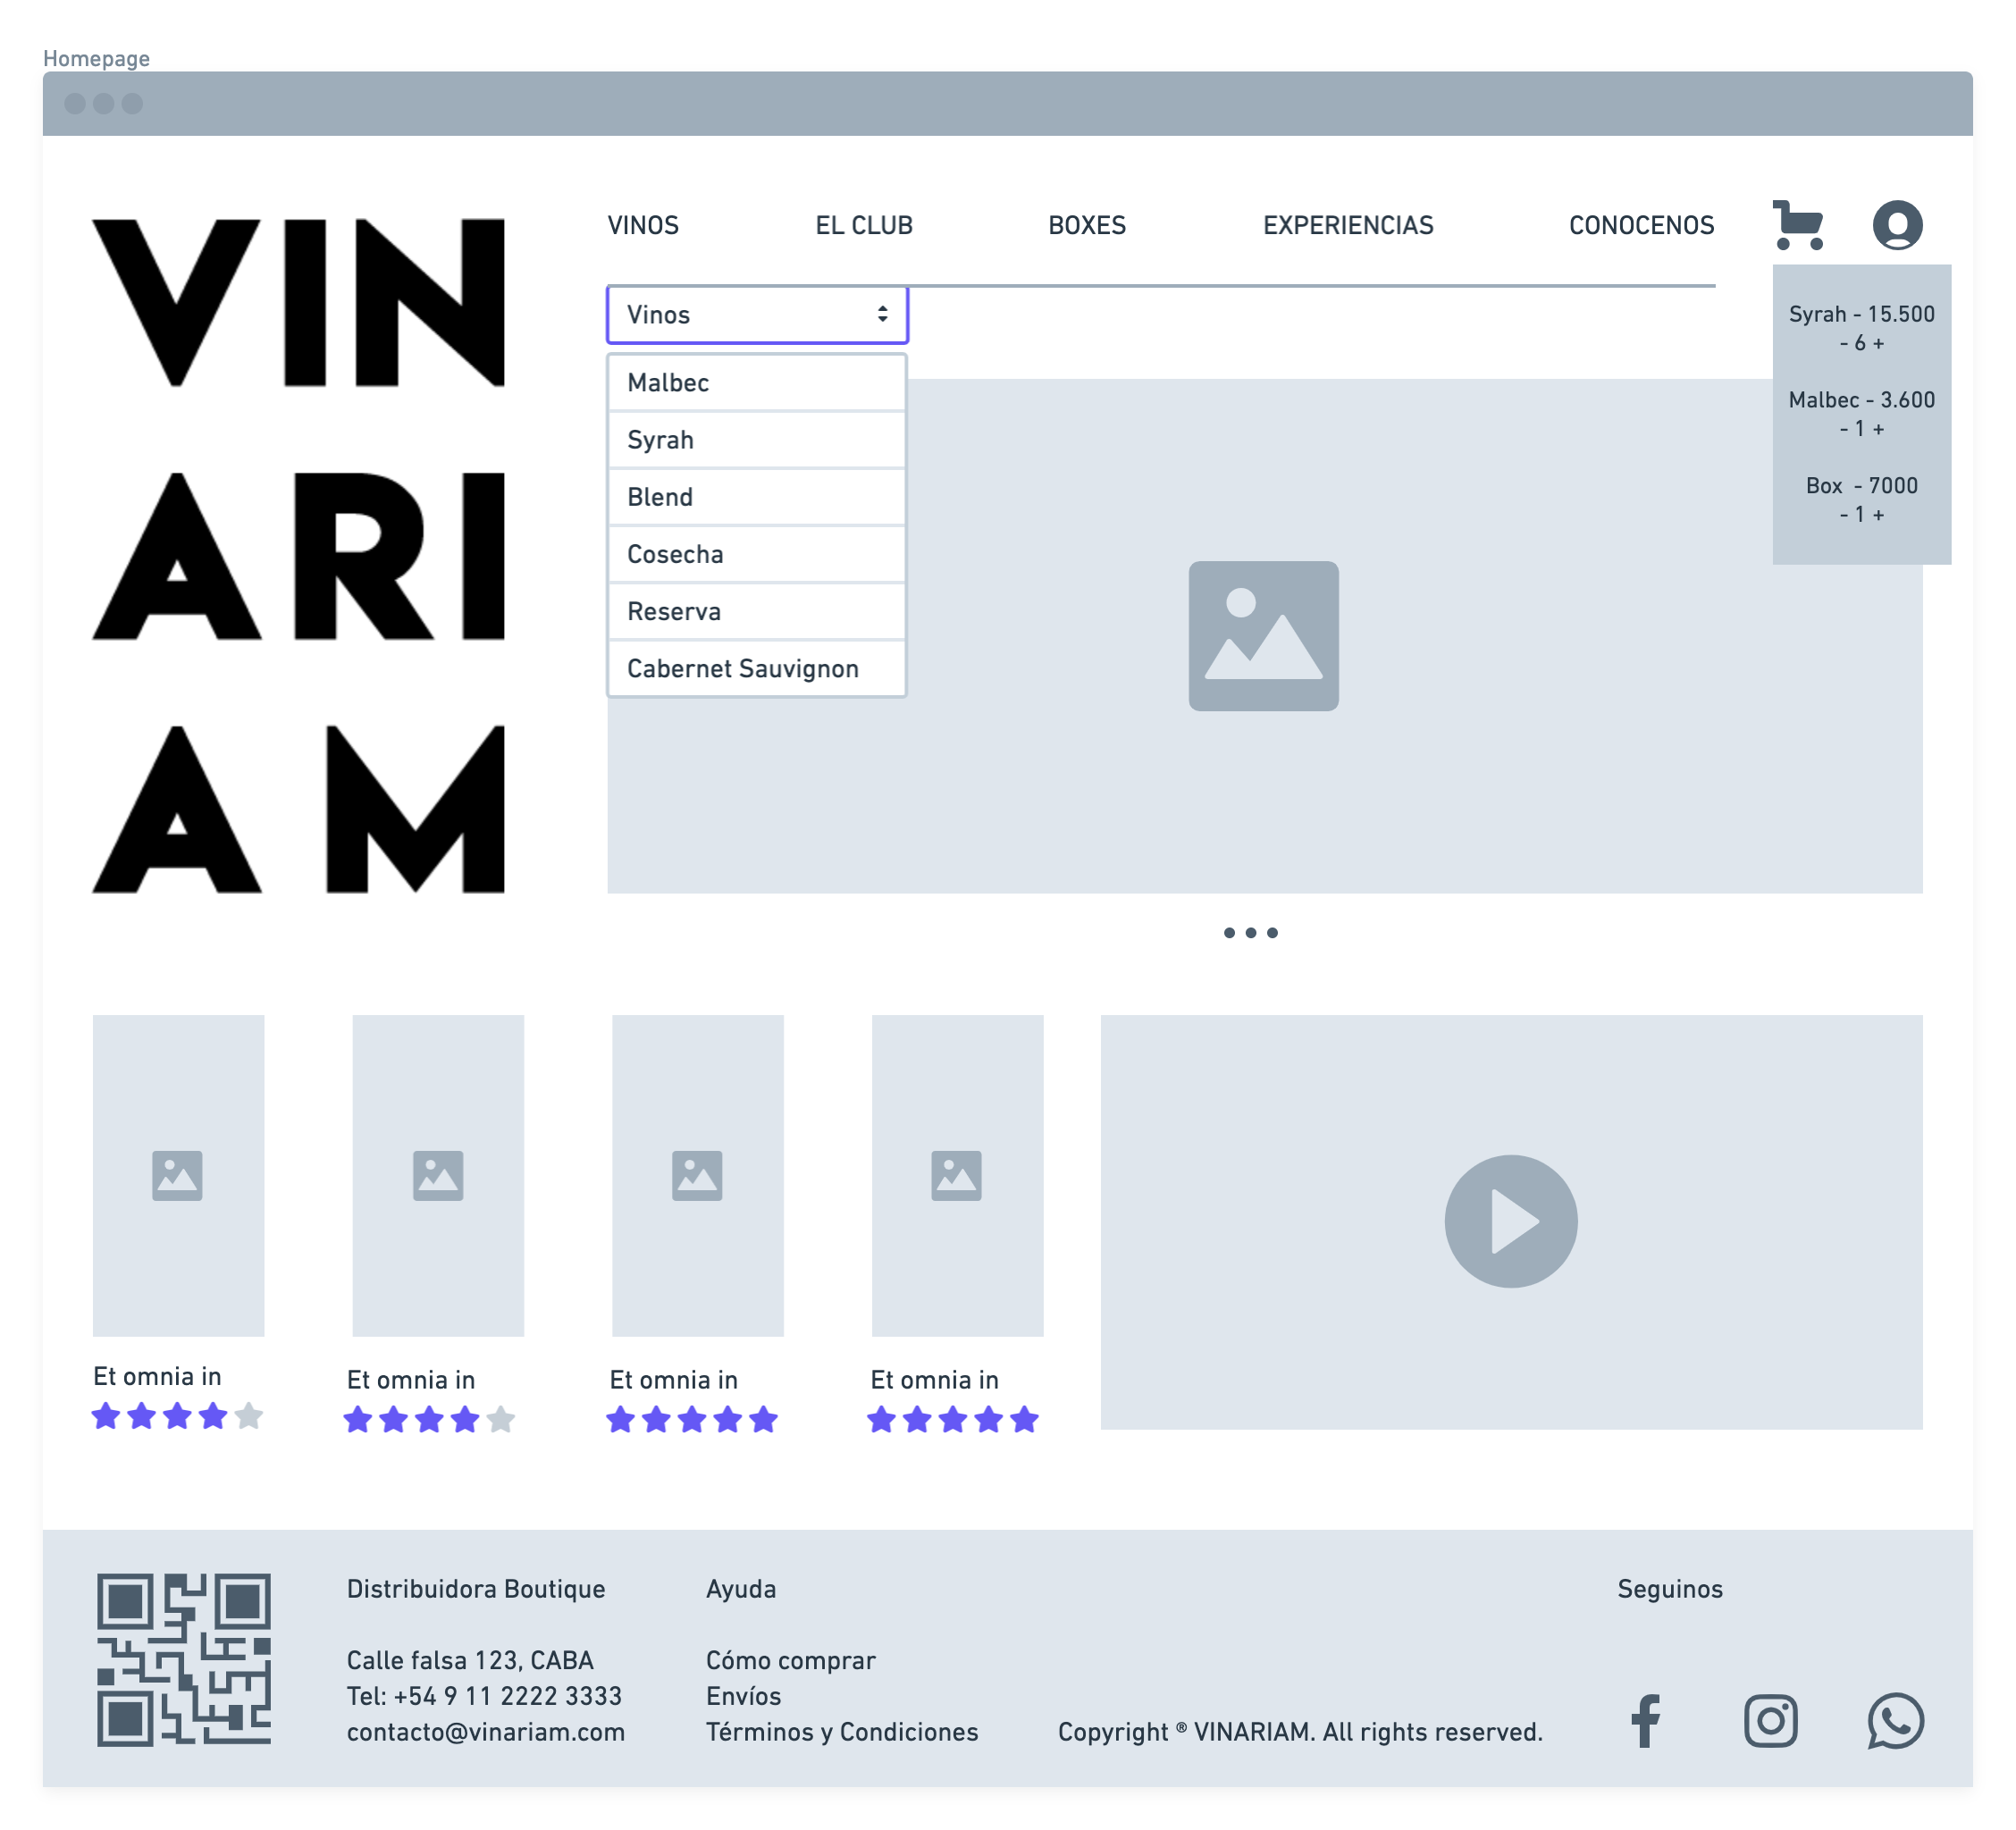 Homepage
VIN
ARI
AM
VINOS EL CLUB BOXES EXPERIENCIAS CONOCENOS
Vinos
Malbec
Syrah
Blend
Cosecha
Reserva
Cabernet Sauvignon
Syrah - 15.500
- 6 +
Malbec - 3.600
- 1 +
Box - 7000
- 1 +
Et omnia in
Et omnia in
Et omnia in
Et omnia in
Distribuidora Boutique
Calle falsa 123, CABA
Tel: +54 9 11 2222 3333
contacto@vinariam.com
Ayuda
Cómo comprar
Envíos
Términos y Condiciones
Copyright ® VINARIAM. All rights reserved.
Seguinos